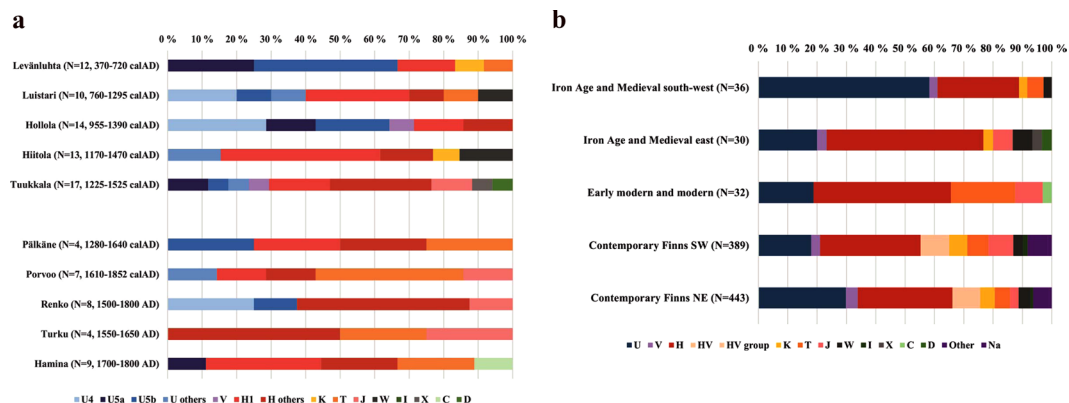 a
0 % 10 % 20 % 30 % 40 % 50 % 60 % 70 % 80 % 90 % 100 %
Levänluhta (N=12, 370-720 calAD)
Luistari (N=10, 760-1295 calAD)
Hollola (N=14, 955-1390 calAD)
Hiitola (N=13, 1170-1470 calAD)
Tuukkala (N=17, 1225-1525 calAD)
Pälkäne (N=4, 1280-1640 calAD)
Porvoo (N=7, 1610-1852 calAD)
Renko (N=8, 1500-1800 AD)
Turku (N=4, 1550-1650 AD)
Hamina (N=9, 1700-1800 AD)
U4 U5a U5b U others V H1 H others K T J W I X C D
b
0 % 10 % 20 % 30 % 40 % 50 % 60 % 70 % 80 % 90 % 100 %
Iron Age and Medieval south-west (N=36)
Iron Age and Medieval east (N=30)
Early modern and modern (N=32)
Contemporary Finns SW (N=389)
Contemporary Finns NE (N=443)
U V H HV HV group K T J W I X C D Other Na